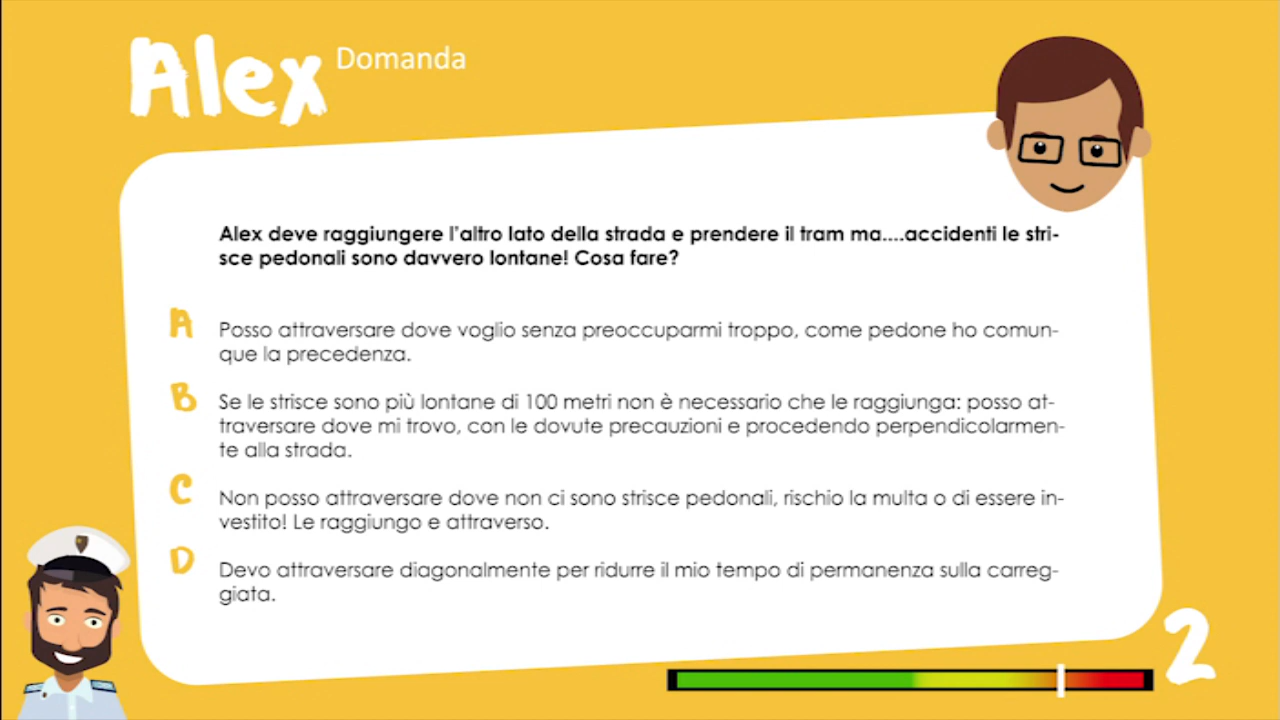 Alex Domanda
Alex deve raggiungere l'altro lato della strada e prendere il tram ma....accidenti le stri-
sce pedonali sono davvero lontane! Cosa fare?
A Posso attraversare dove voglio senza preoccuparmi troppo, come pedone ho comun-
que la precedenza.
B Se le strisce sono più lontane di 100 metri non è necessario che le raggiunga: posso at-
traversare dove mi trovo, con le dovute precauzioni e procedendo perpendicolarmen-
te alla strada.
C Non posso attraversare dove non ci sono strisce pedonali, rischio la multa o di essere in-
vestito! Le raggiungo e attraverso.
D Devo attraversare diagonalmente per ridurre il mio tempo di permanenza sulla carreg-
giata.
2